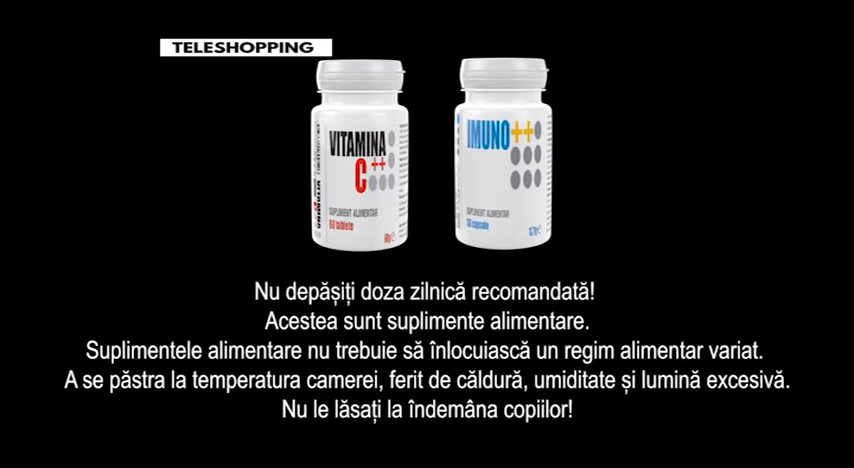 TELESHOPPING
VITAMINA
C++
SUPLIMENT ALIMENTAR
VITAMINA
IMUNO++
SUPLIMENT ALIMENTAR
30 capsule
Nu depășiți doza zilnică recomandată!
Acestea sunt suplimente alimentare.
Suplimentele alimentare nu trebuie să înlocuiască un regim alimentar variat.
A se păstra la temperatura camerei, ferit de căldură, umiditate și lumină excesivă.
Nu le lăsați la îndemâna copiilor!